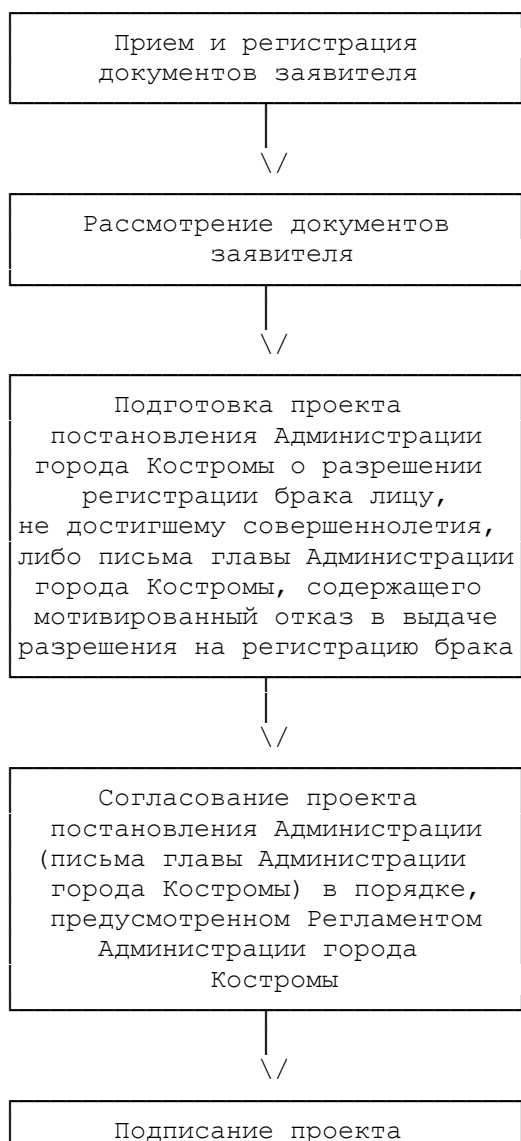 Прием и регистрация
документов заявителя
\/
Рассмотрение документов
заявителя
\/
Подготовка проекта
постановления Администрации
города Костромы о разрешении
регистрации брака лицу,
не достигшему совершеннолетия,
либо письма главы Администрации
города Костромы, содержащего
мотивированный отказ в выдаче
разрешения на регистрацию брака
\/
Согласование проекта
постановления Администрации
(письма главы Администрации
города Костромы) в порядке,
предусмотренном Регламентом
Администрации города
Костромы
\/
Подписание проекта